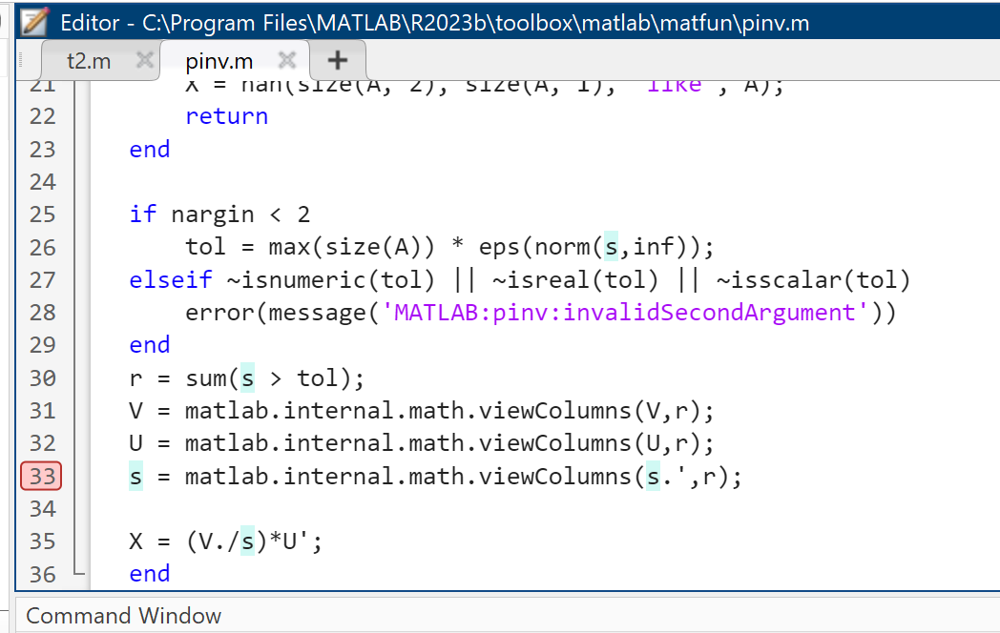 Editor - C:\Program Files\MATLAB\R2023b\toolbox\matlab\matfun\pinv.m
t2.m pinv.m
21 X = nan(size(A, 2), size(A, 1), 'like', A);
22 return
23 end
24
25 if nargin < 2
26 tol = max(size(A)) * eps(norm(s,inf));
27 elseif ~isnumeric(tol) || ~isreal(tol) || ~isscalar(tol)
28 error(message('MATLAB:pinv:invalidSecondArgument'))
29 end
30 r = sum(s > tol);
31 V = matlab.internal.math.viewColumns(V,r);
32 U = matlab.internal.math.viewColumns(U,r);
33 s = matlab.internal.math.viewColumns(s.',r);
34
35 X = (V./s)*U';
36 end
Command Window